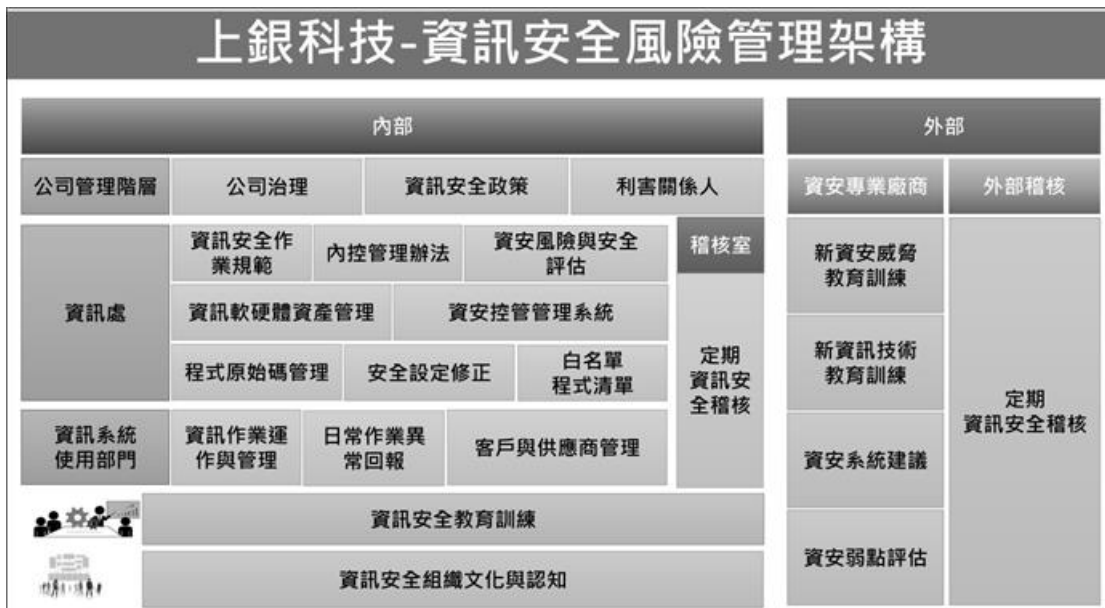 上銀科技-資訊安全風險管理架構
內部
公司管理階層
公司治理
資訊安全政策
利害關係人
資訊處
資訊安全作
業規範
內控管理辦法
資安風險與安全
評估
資訊軟硬體資產管理
資安控管管理系統
程式原始碼管理
安全設定修正
白名單
程式清單
稽核室
定期
資訊安
全稽核
資訊系統
使用部門
資訊作業運
作與管理
日常作業異
常回報
客戶與供應商管理
資訊安全教育訓練
資訊安全組織文化與認知
外部
資安專業廠商
外部稽核
新資安威脅
教育訓練
新資訊技術
教育訓練
資安系統建議
資安弱點評估
定期
資訊安全稽核